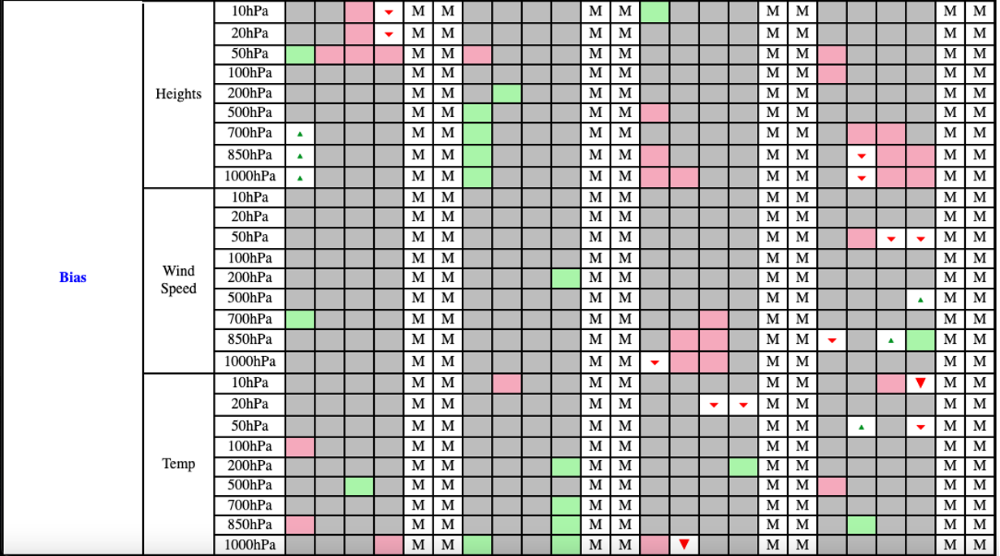 10hPa M M M M M M M M
20hPa M M M M M M M M
50hPa M M M M M M M M
100hPa M M M M M M M M
Heights
200hPa M M M M M M M M
500hPa M M M M M M M M
700hPa M M M M M M M M
850hPa M M M M M M M M
1000hPa M M M M M M M M
10hPa M M M M M M M M
20hPa M M M M M M M M
50hPa M M M M M M M M
100hPa M M M M M M M M
Bias
Wind
Speed
200hPa M M M M M M M M
500hPa M M M M M M M M
700hPa M M M M M M M M
850hPa M M M M M M M M
1000hPa M M M M M M M M
10hPa M M M M M M M M
20hPa M M M M M M M M
50hPa M M M M M M M M
100hPa M M M M M M M M
Temp
200hPa M M M M M M M M
500hPa M M M M M M M M
700hPa M M M M M M M M
850hPa M M M M M M M M
1000hPa M M M M M M M M